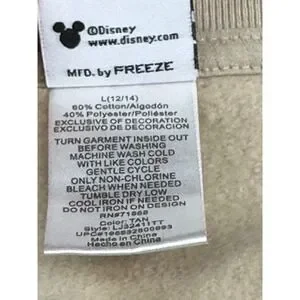 ©Disney
www.disney.com
MFD. by FREEZE
L(12/14)
60% Cotton/Algodón
40% Polyester/Poliéster
EXCLUSIVE OF DECORATION
EXCLUSIVO DE DECORACIÓN
TURN GARMENT INSIDE OUT
BEFORE WASHING
MACHINE WASH COLD
WITH LIKE COLORS
GENTLE CYCLE
ONLY NON-CHLORINE
BLEACH WHEN NEEDED
TUMBLE DRY LOW
COOL IRON IF NEEDED
DO NOT IRON ON DESIGN
Color: TAN
Made in China
Hecho en China